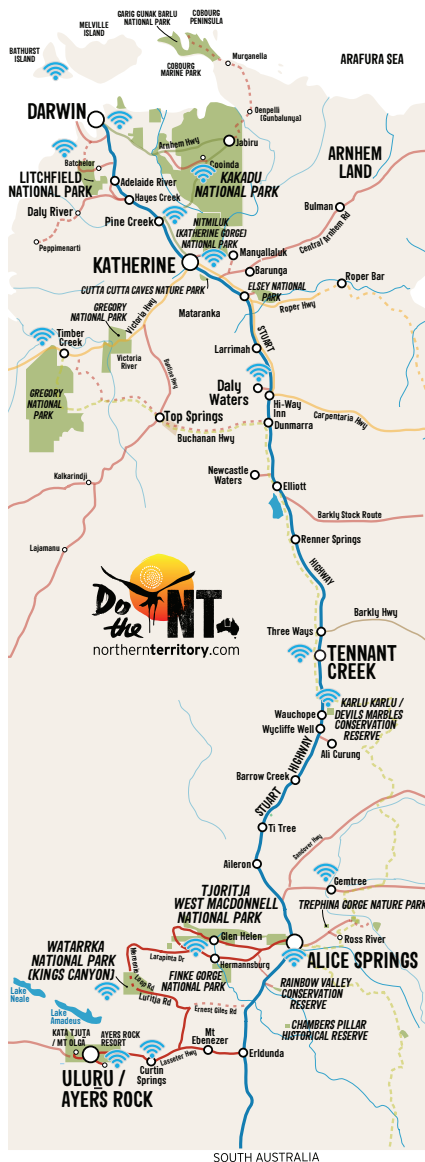 GARIG GUNAK BARLU
NATIONAL PARK
COBOURG
PENINSULA
MELVILLE
ISLAND
BATHURST
ISLAND
COBOURG
MARINE PARK
Murganella
ARAFURA SEA
DARWIN
Oenpelli
(Gunbalunya)
Arnhem Hwy
Jabiru
Batchelor
Cooinda
ARNHEM
LAND
LITCHFIELD
NATIONAL PARK
Adelaide River
KAKADU
NATIONAL PARK
Hayes Creek
Daly River
Bulman
Pine Creek
NITMILUK
(KATHERINE GORGE)
NATIONAL PARK
Central Arnhem Rd
Peppimenarti
Manyallaluk
KATHERINE
Barunga
Roper Bar
CUTTA CUTTA CAVES NATURE PARK
ELSEY NATIONAL
PARK
GREGORY
NATIONAL PARK
Victoria Hwy
Mataranka
Roper Hwy
STUART
Timber
Creek
Victoria
River
Buntine Hwy
Larrimah
GREGORY
NATIONAL
PARK
Daly
Waters
Hi-Way
Inn
Top Springs
Dunmarra
Carpentaria Hwy
Buchanan Hwy
Newcastle
Waters
Kalkarindji
Elliott
Barkly Stock Route
Lajamanu
Renner Springs
HIGHWAY
Do
the
NT
northernterritory.com
Barkly Hwy
Three Ways
TENNANT
CREEK
KARLU KARLU /
DEVILS MARBLES
CONSERVATION
RESERVE
Wauchope
Wycliffe Well
Ali Curung
HIGHWAY
Barrow Creek
STUART
Ti Tree
Sandover Hwy
Aileron
Gemtree
TJORITJA
WEST MACDONNELL
NATIONAL PARK
TREPHINA GORGE NATURE PARK
Glen Helen
Ross River
WATARRKA
NATIONAL PARK
(KINGS CANYON)
Mereenie Loop Rd
Larapinta Dr
Hermannsburg
ALICE SPRINGS
FINKE GORGE
NATIONAL PARK
RAINBOW VALLEY
CONSERVATION
RESERVE
Luritja Rd
Lake
Neale
Lake
Amadeus
Ernest Giles Rd
CHAMBERS PILLAR
HISTORICAL RESERVE
KATA TJUTA
/ MT OLGA
AYERS ROCK
RESORT
Mt
Ebenezer
Curtin
Springs
Lasseter Hwy
Erldunda
ULURU /
AYERS ROCK
SOUTH AUSTRALIA